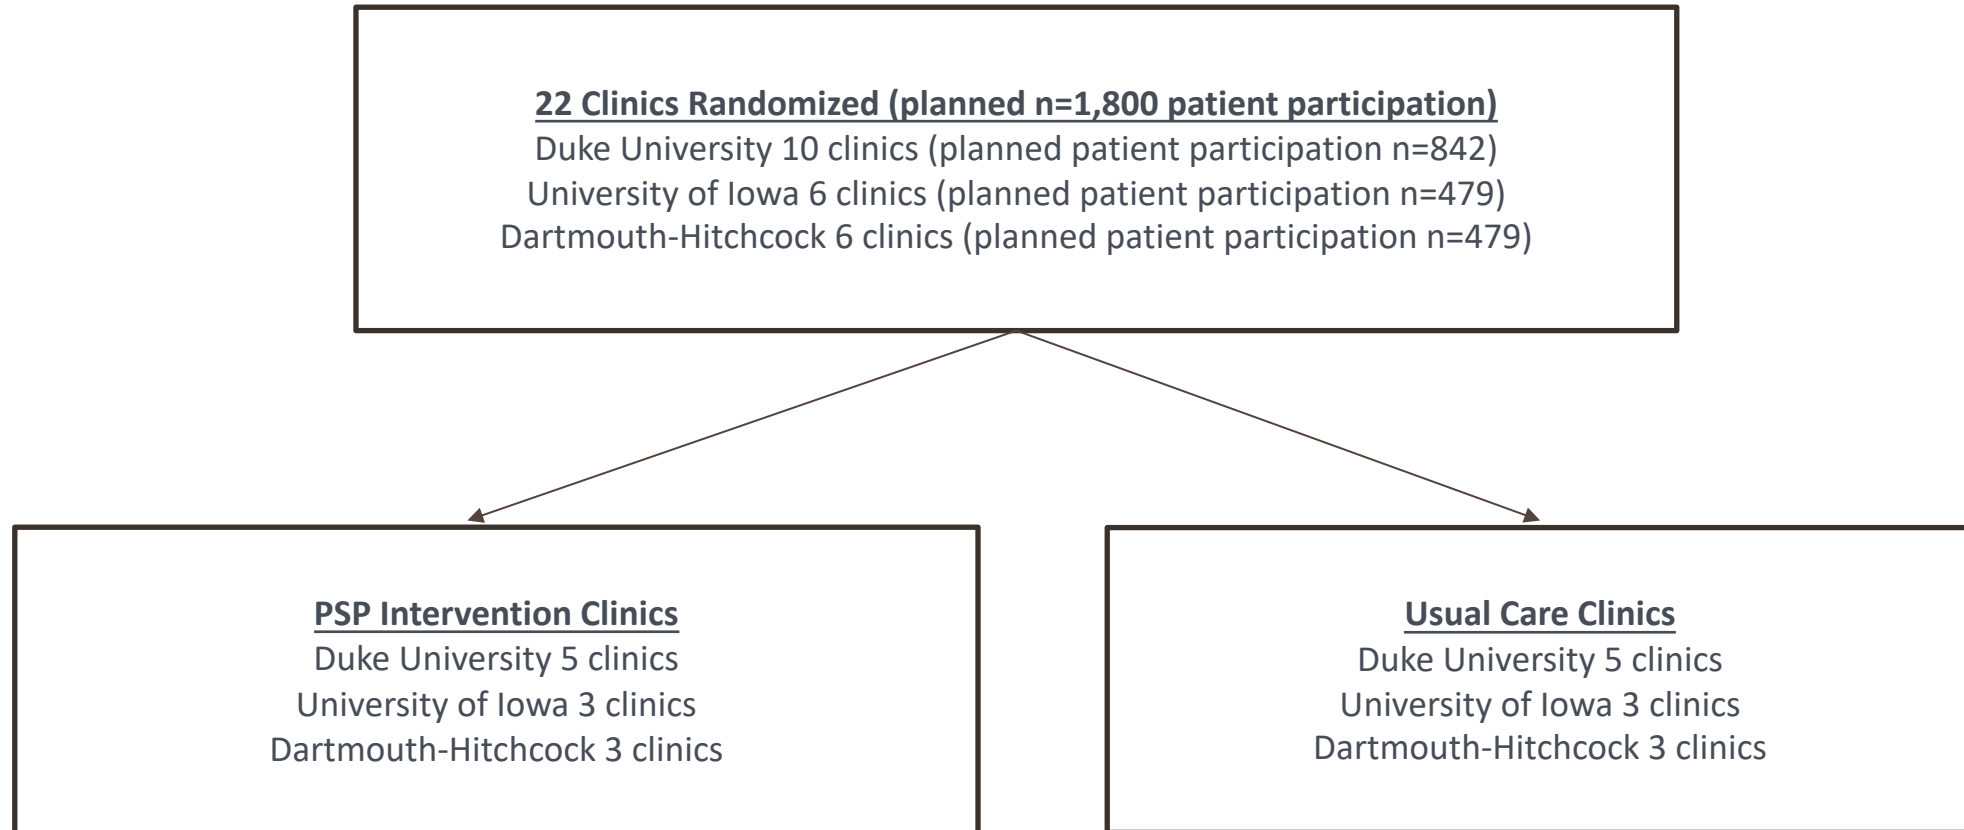 22 Clinics Randomized (planned n=1,800 patient participation)
Duke University 10 clinics (planned patient participation n=842)
University of Iowa 6 clinics (planned patient participation n=479)
Dartmouth-Hitchcock 6 clinics (planned patient participation n=479)
PSP Intervention Clinics
Duke University 5 clinics
University of Iowa 3 clinics
Dartmouth-Hitchcock 3 clinics
Usual Care Clinics
Duke University 5 clinics
University of Iowa 3 clinics
Dartmouth-Hitchcock 3 clinics